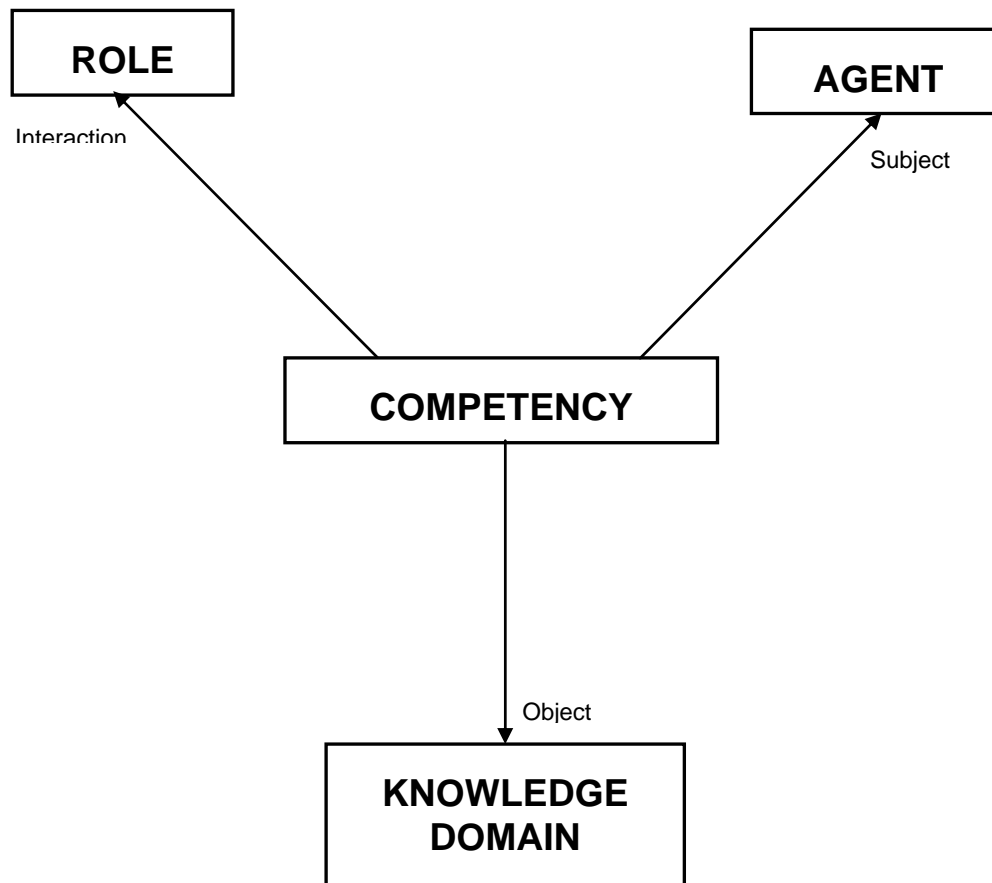 ROLE
AGENT
Interaction
Subject
COMPETENCY
Object
KNOWLEDGE
DOMAIN